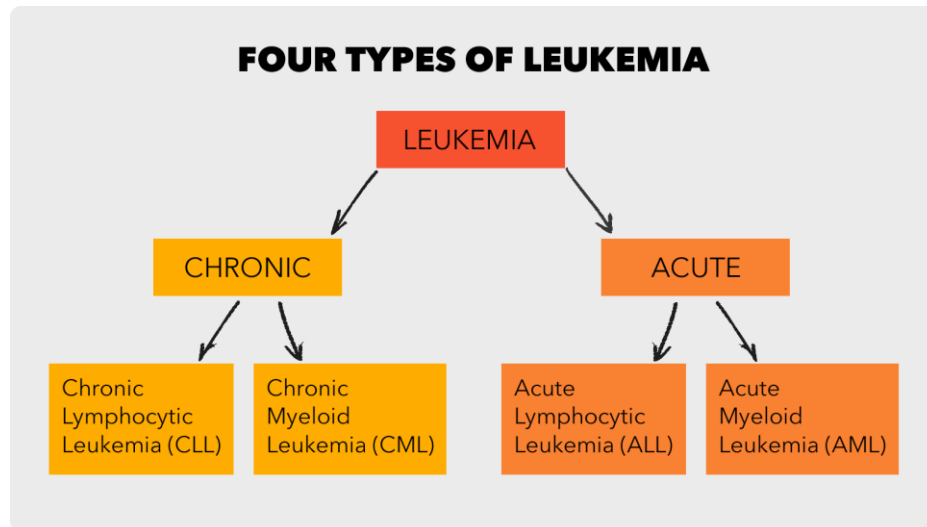 FOUR TYPES OF LEUKEMIA
LEUKEMIA
CHRONIC
ACUTE
Chronic
Lymphocytic
Leukemia (CLL)
Chronic
Myeloid
Leukemia (CML)
Acute
Lymphocytic
Leukemia (ALL)
Acute
Myeloid
Leukemia (AML)